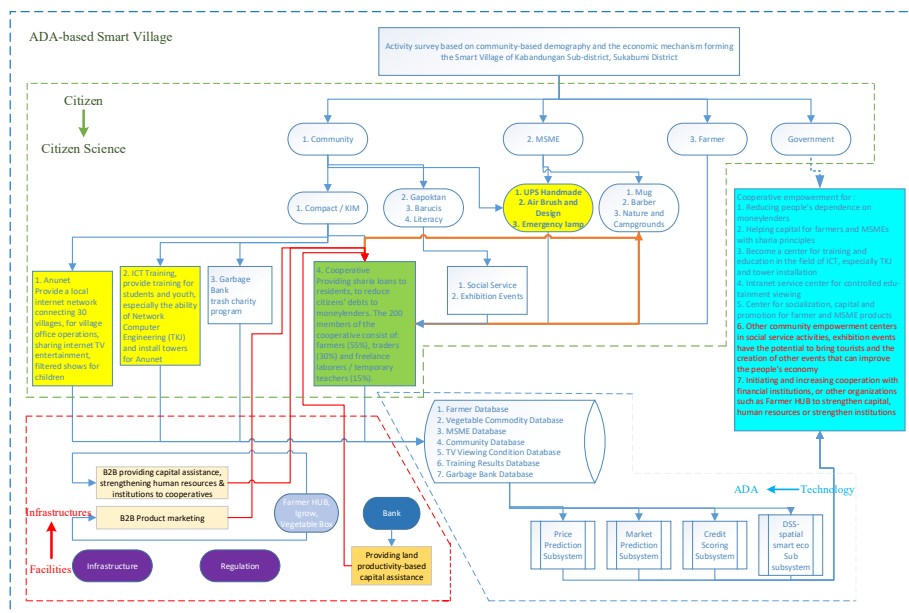 ADA-based Smart Village
Activity survey based on community-based demography and the economic mechanism forming
the Smart Village of Kabandungan Sub-district, Sukabumi District
Citizen
Citizen Science
1. Community
2. MSME
3. Farmer
Government
1. Compact / KIM
2. Gapoktan
3. Barucis
4. Literacy
1. UPS Handmade
2. Air Brush and
Design
3. Emergency lamp
1. Mug
2. Barber
3. Nature and
Campgrounds
Cooperative empowerment for :
1. Reducing people's dependence on
moneylenders
2. Helping capital for farmers and MSMEs
with sharia principles
3. Become a center for training and
education in the field of ICT, especially TKJ
and tower installation
4. Intranet service center for controlled edu-
tainment viewing
5. Center for socialization, capital and
promotion for farmer and MSME products
6. Other community empowerment centers
in social service activities, exhibition events
have the potential to bring tourists and the
creation of other events that can improve
the people's economy
7. Initiating and increasing cooperation with
financial institutions, or other organizations
such as Farmer HUB to strengthen capital,
human resources or strengthen institutions
1. Anunet
Provide a local
internet network
connecting 30
villages, for village
office operations,
sharing internet TV
entertainment,
filtered shows for
children
2. ICT Training,
provide training for
students and youth,
especially the ability
of Network
Computer
Engineering (TKJ)
and install towers for
Anunet
3. Garbage
Bank
trash charity
program
4. Cooperative
Providing sharia loans to
residents, to reduce
citizens' debts to
moneylenders. The 200
members of the
cooperative consist of:
farmers (55%), traders
(30%) and freelance
laborers / temporary
teachers (15%).
1. Social Service
2. Exhibition Events
1. Farmer Database
2. Vegetable Commodity Database
3. MSME Database
4. Community Database
5. TV Viewing Condition Database
6. Training Results Database
7. Garbage Bank Database
B2B providing capital assistance,
strengthening human resources &
institutions to cooperatives
B2B Product marketing
Farmer HUB,
Igrow,
Vegetable Box
Bank
Infrastructures
Facilities
Infrastructure
Regulation
Providing land
productivity-based
capital assistance
ADA
Technology
Price
Prediction
Subsystem
Market
Prediction
Subsystem
Credit
Scoring
Subsystem
DSS-
spatial
smart eco
Sub
subsystem